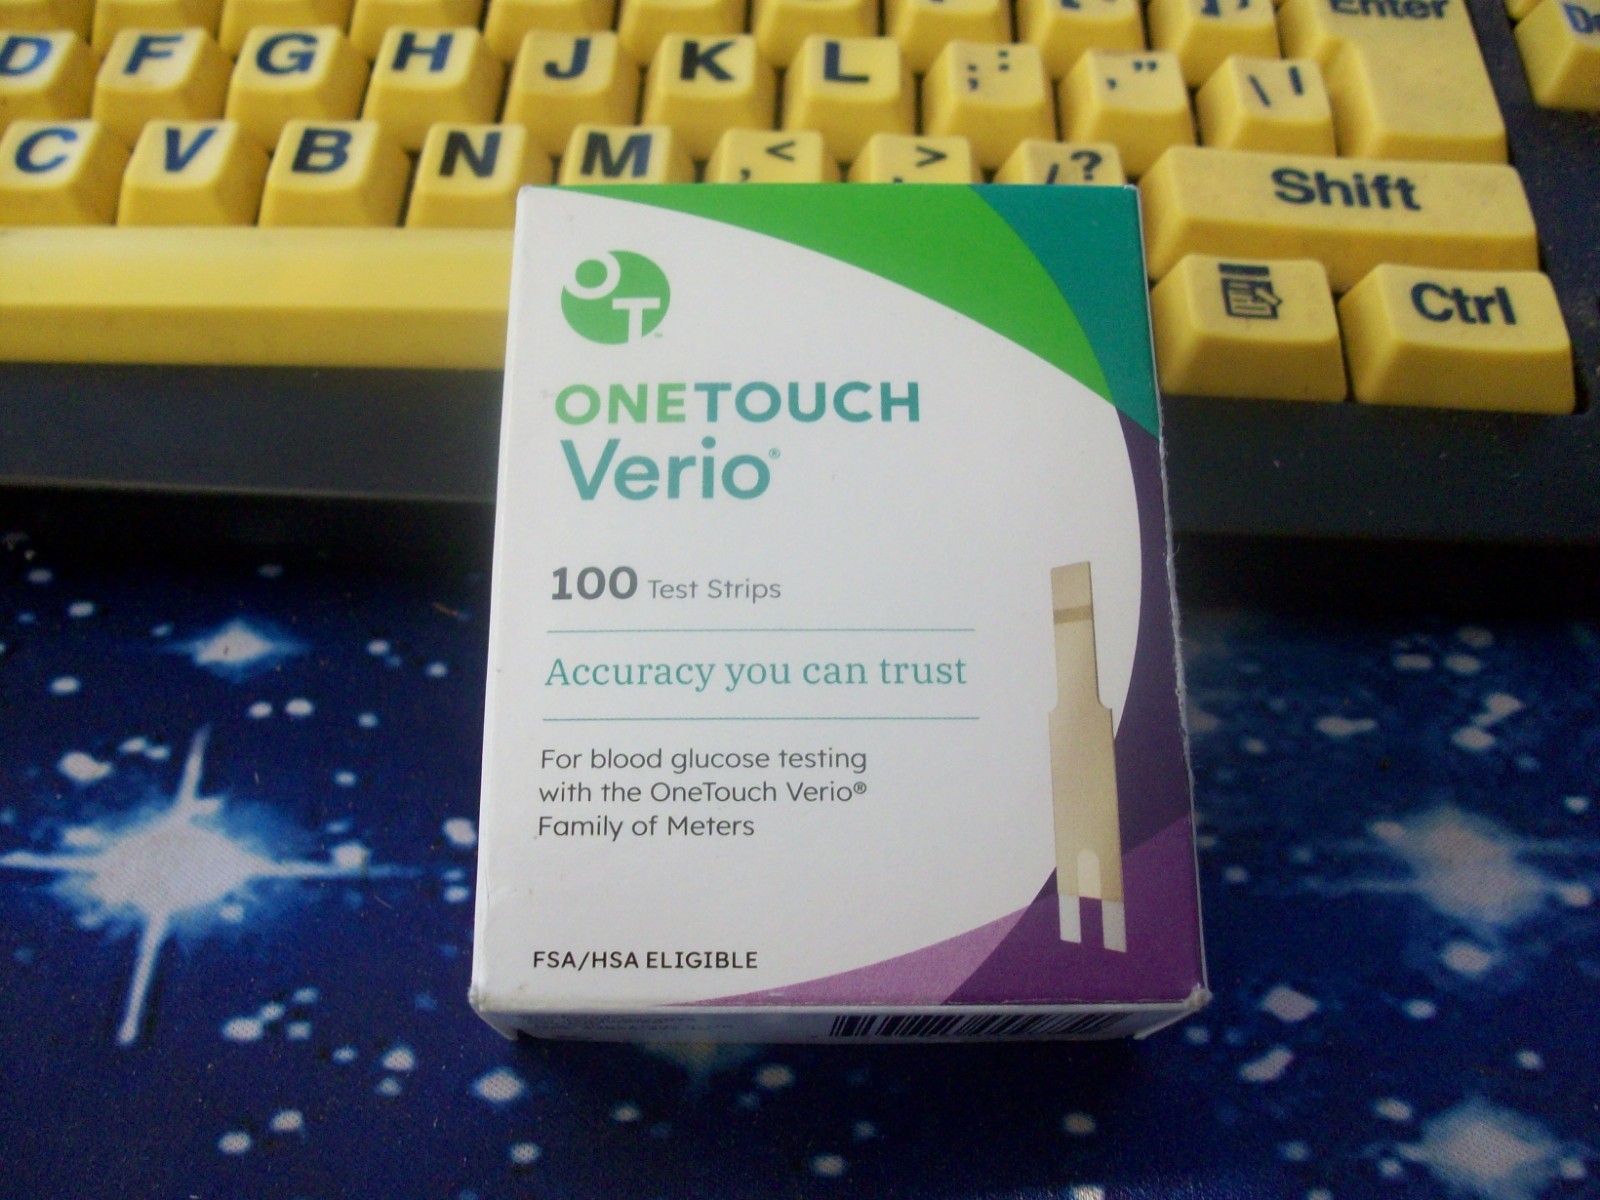 Enter
D F G H J K L ; : , " \ |
C V B N M , < . > / ? Shift
Ctrl
OT™
ONETOUCH
Verio®
100 Test Strips
Accuracy you can trust
For blood glucose testing
with the OneTouch Verio®
Family of Meters
FSA/HSA ELIGIBLE